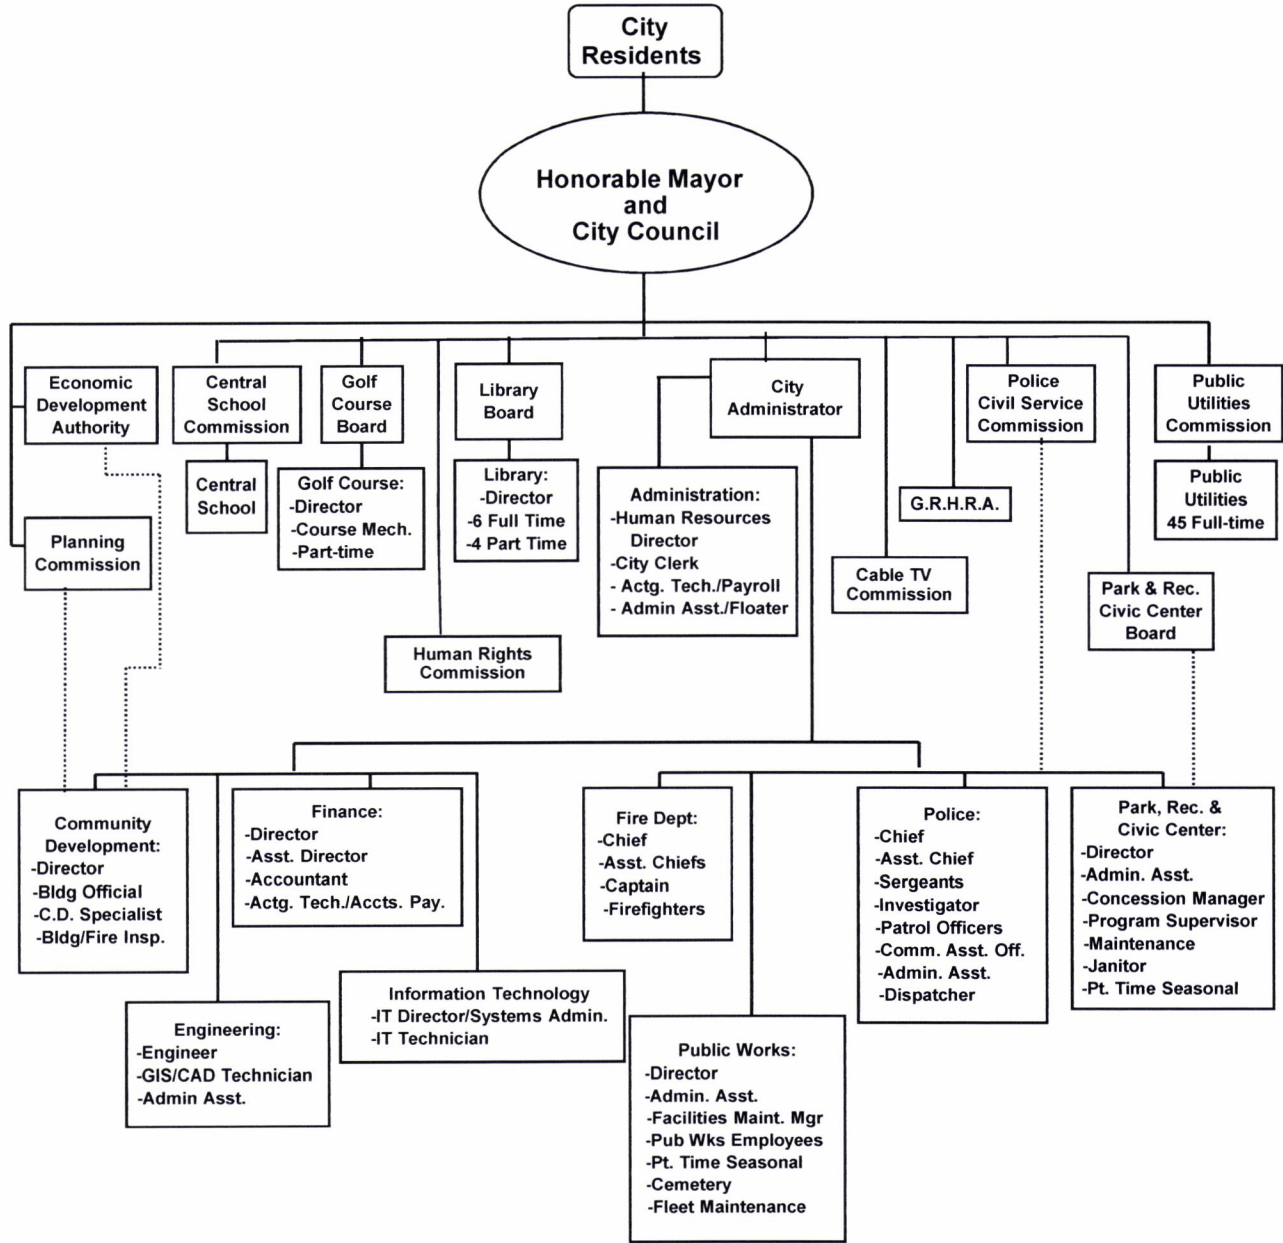 City
Residents
Honorable Mayor
and
City Council
Economic
Development
Authority
Central
School
Commission
Golf
Course
Board
Library
Board
City
Administrator
Police
Civil Service
Commission
Public
Utilities
Commission
Central
School
Golf Course:
-Director
-Course Mech.
-Part-time
Library:
-Director
-6 Full Time
-4 Part Time
Administration:
-Human Resources
Director
-City Clerk
- Actg. Tech./Payroll
- Admin Asst./Floater
G.R.H.R.A.
Public
Utilities
45 Full-time
Planning
Commission
Cable TV
Commission
Park & Rec.
Civic Center
Board
Human Rights
Commission
Community
Development:
-Director
-Bldg Official
-C.D. Specialist
-Bldg/Fire Insp.
Finance:
-Director
-Asst. Director
-Accountant
-Actg. Tech./Accts. Pay.
Fire Dept:
-Chief
-Asst. Chiefs
-Captain
-Firefighters
Police:
-Chief
-Asst. Chief
-Sergeants
-Investigator
-Patrol Officers
-Comm. Asst. Off.
-Admin. Asst.
-Dispatcher
Park, Rec. &
Civic Center:
-Director
-Admin. Asst.
-Concession Manager
-Program Supervisor
-Maintenance
-Janitor
-Pt. Time Seasonal
Engineering:
-Engineer
-GIS/CAD Technician
-Admin Asst.
Information Technology
-IT Director/Systems Admin.
-IT Technician
Public Works:
-Director
-Admin. Asst.
-Facilities Maint. Mgr
-Pub Wks Employees
-Pt. Time Seasonal
-Cemetery
-Fleet Maintenance